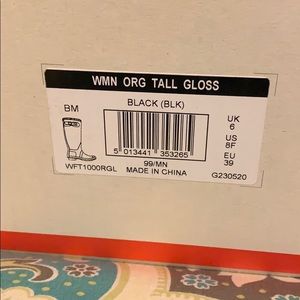 WMN ORG TALL GLOSS
BM
BLACK (BLK)
UK
6
US
8F
EU
39
5 013441 353265
99/MN
WFT1000RGL
MADE IN CHINA
G230520